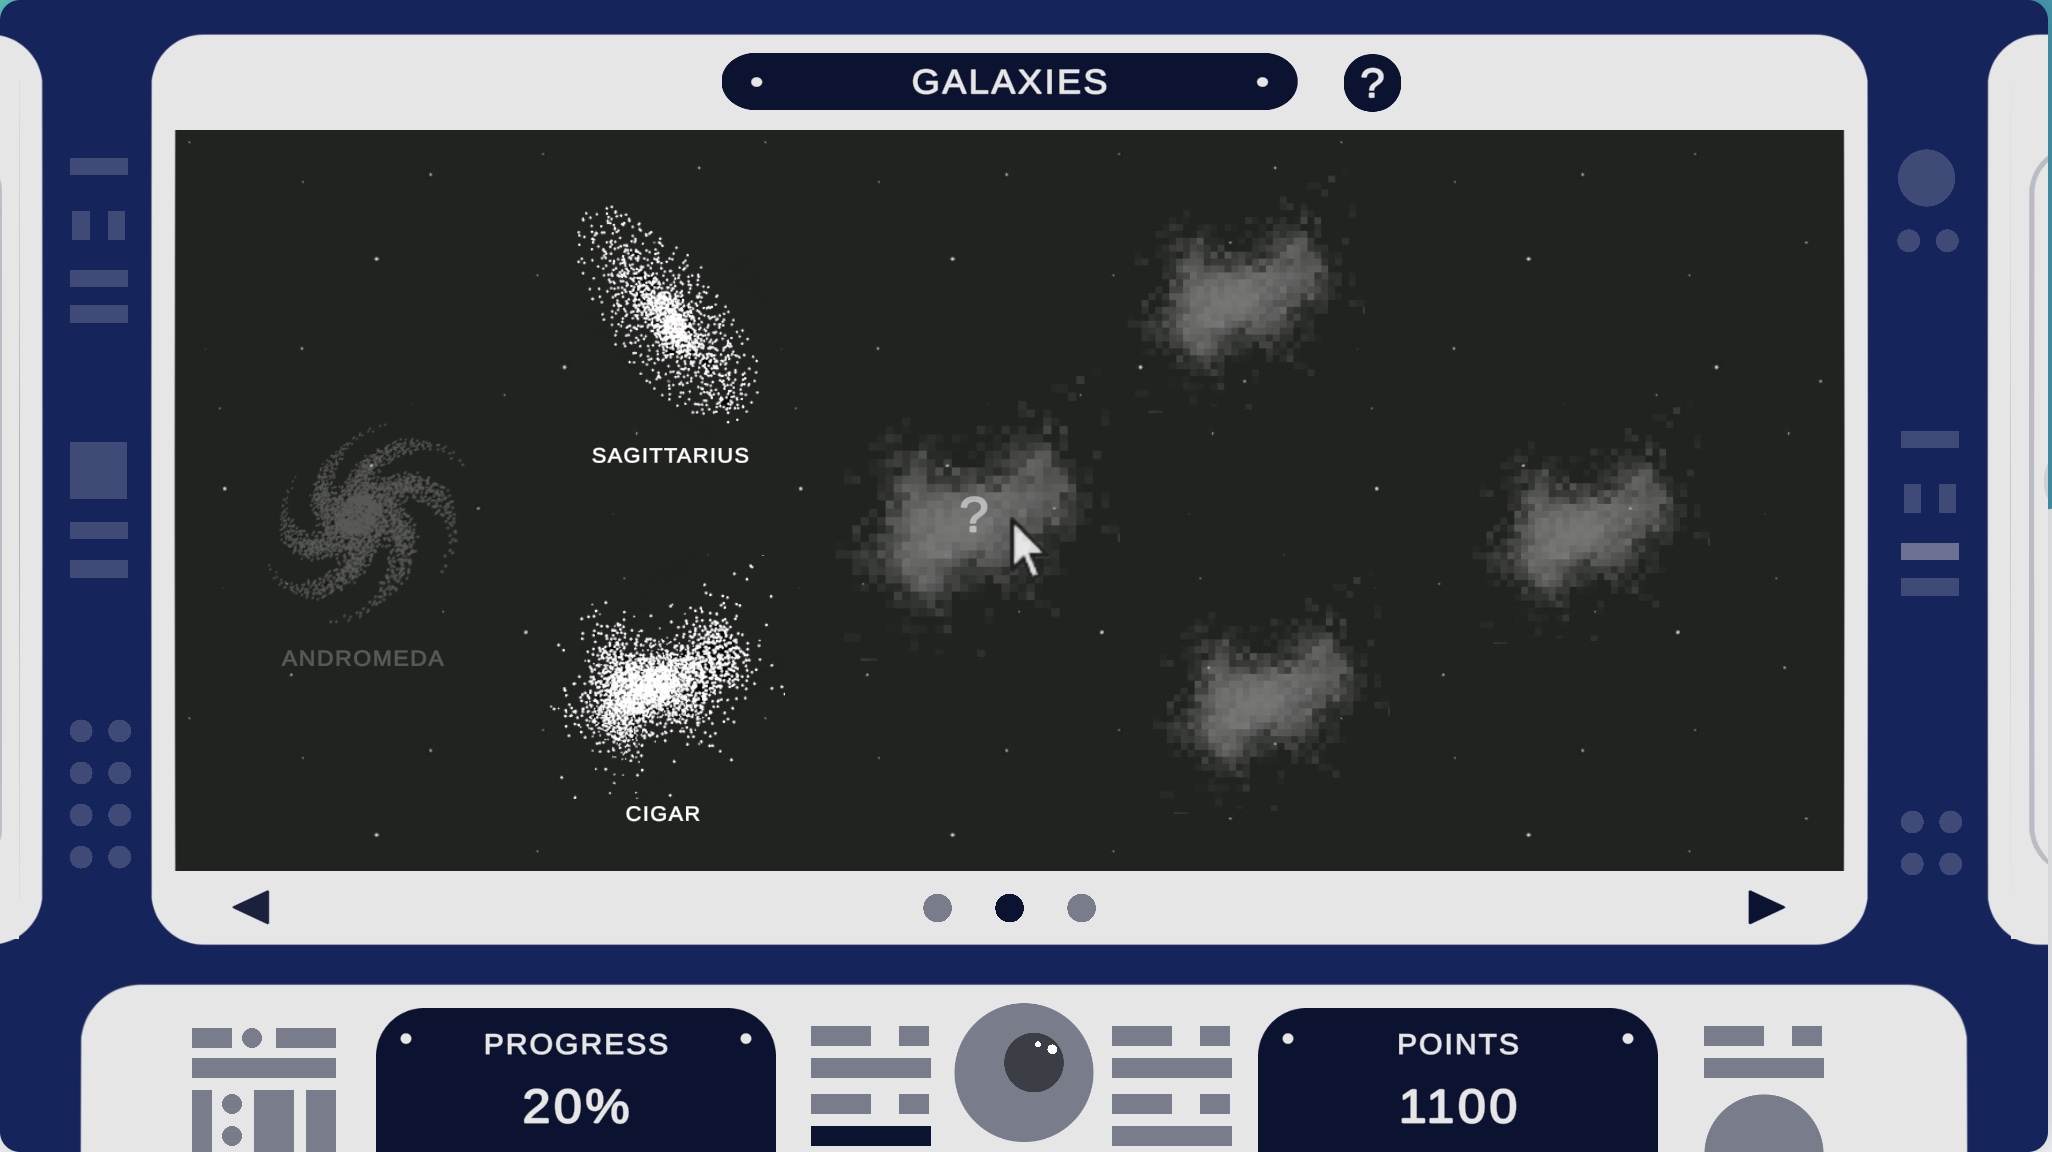 GALAXIES
?
SAGITTARIUS
?
ANDROMEDA
CIGAR
PROGRESS
20%
POINTS
1100